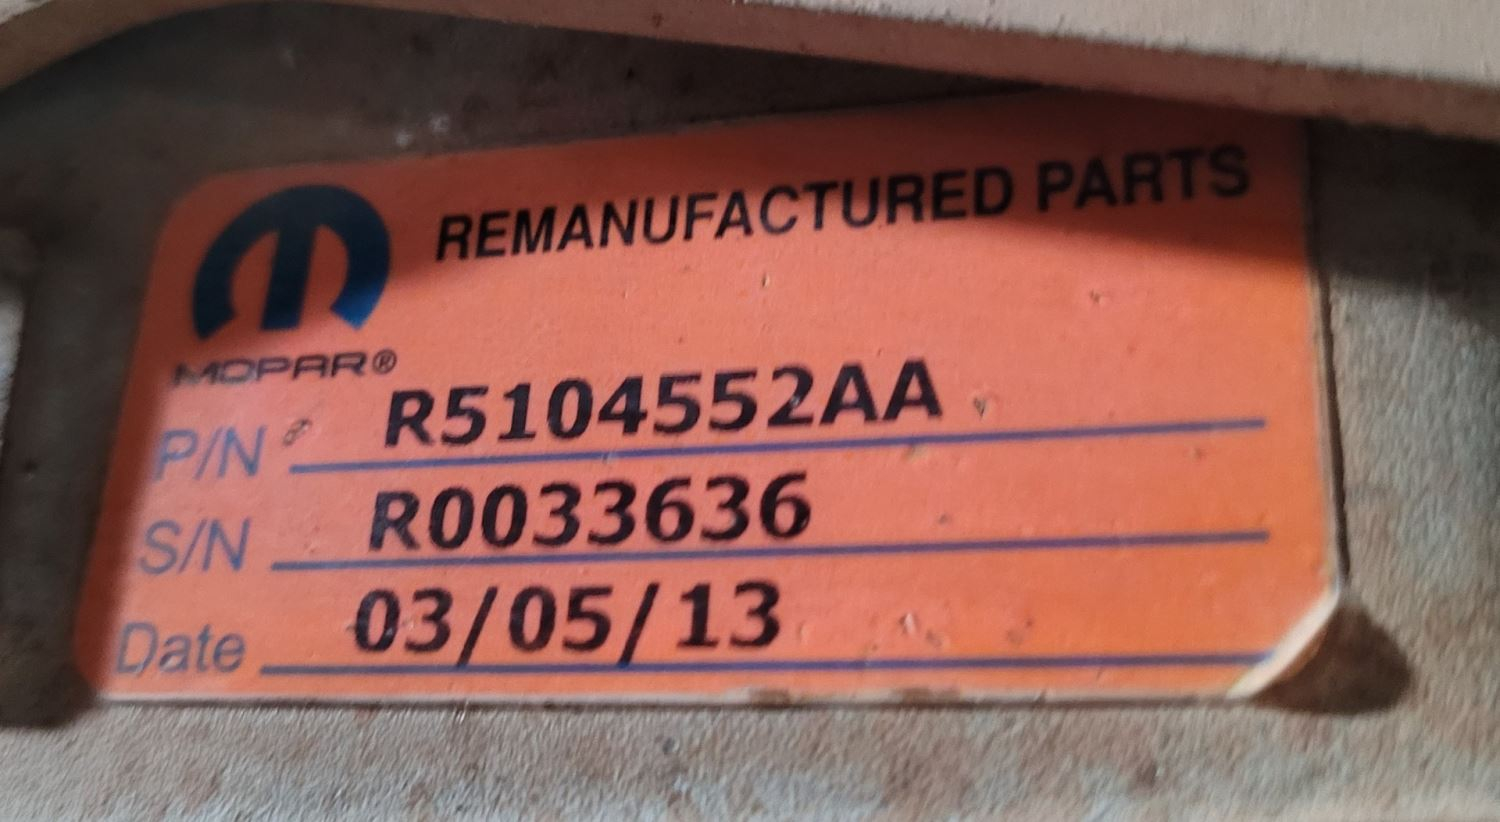 REMANUFACTURED PARTS
MOPAR®
P/N R5104552AA
S/N R0033636
Date 03/05/13